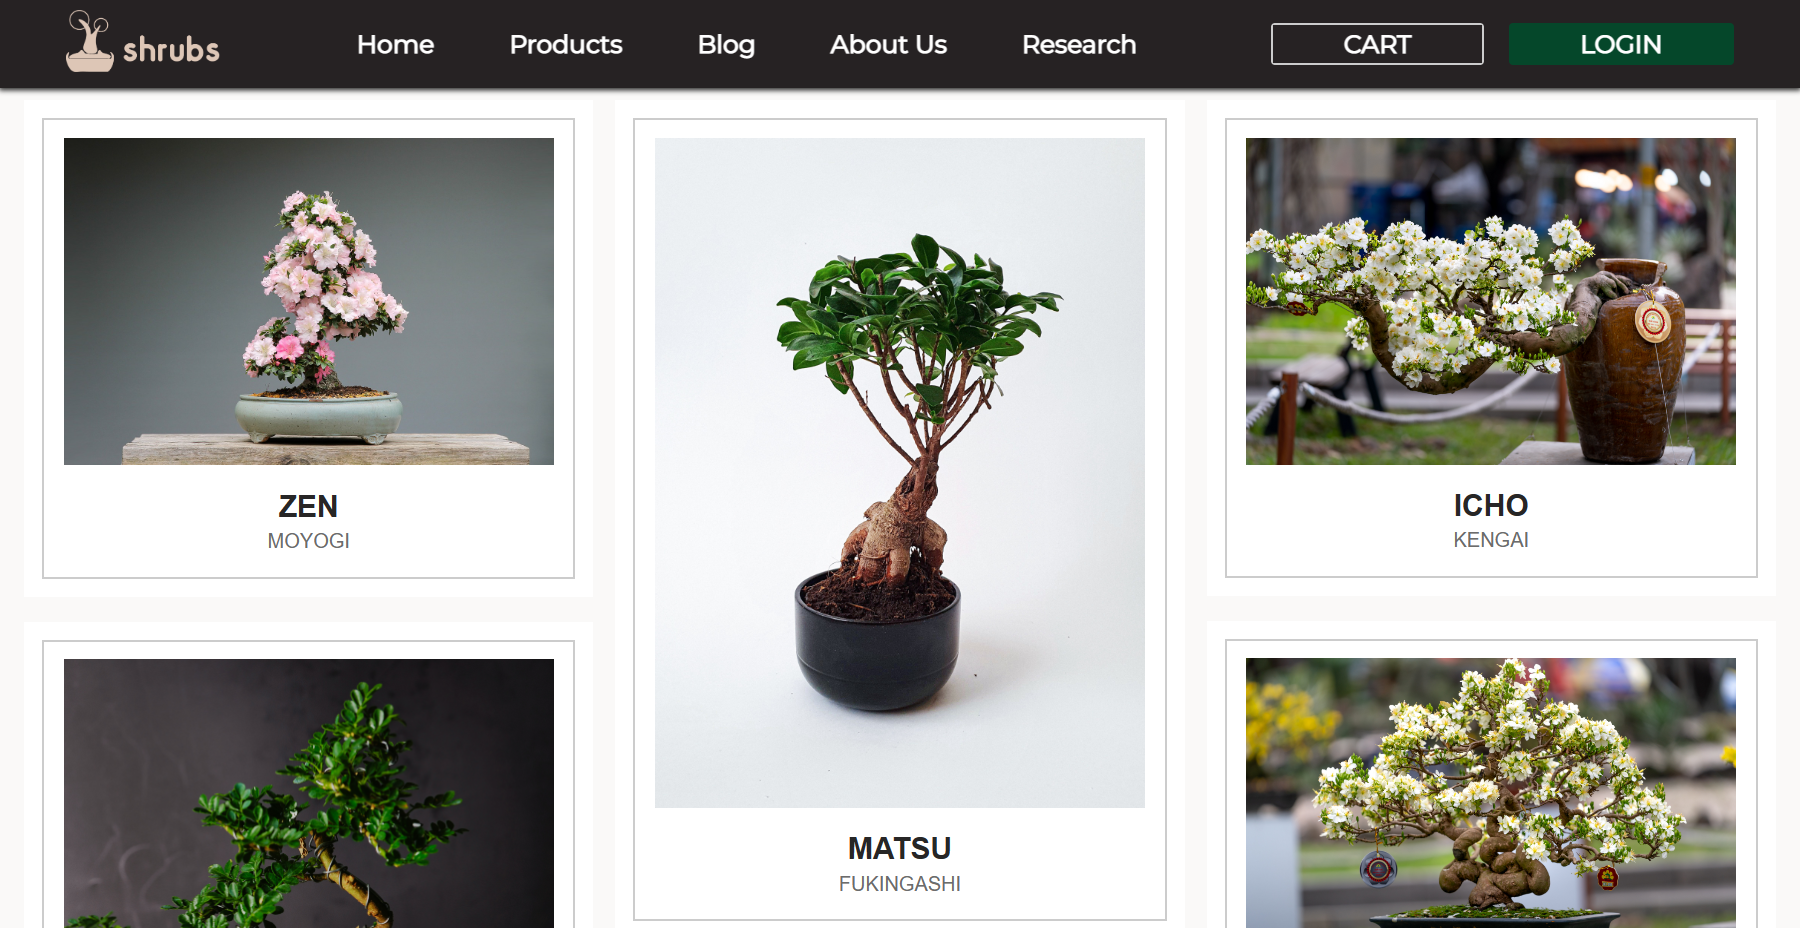 shrubs
Home
Products
Blog
About Us
Research
CART
LOGIN
ZEN
MOYOGI
MATSU
FUKINGASHI
ICHO
KENGAI